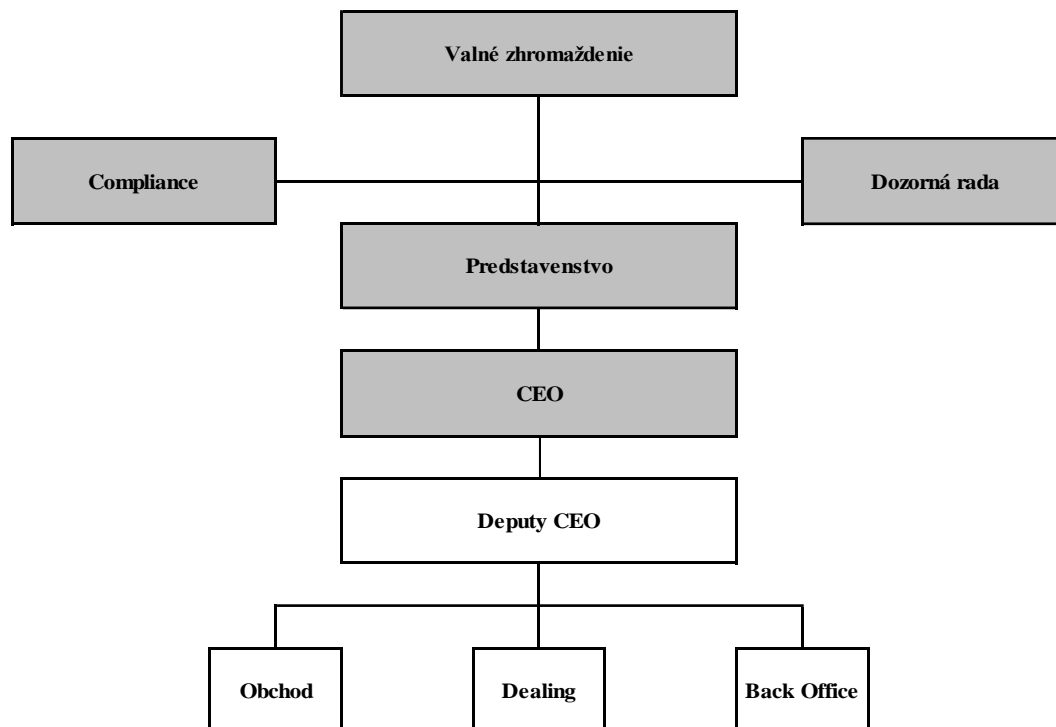 Valné zhromaždenie
Compliance
Dozorná rada
Predstavenstvo
CEO
Deputy CEO
Obchod
Dealing
Back Office